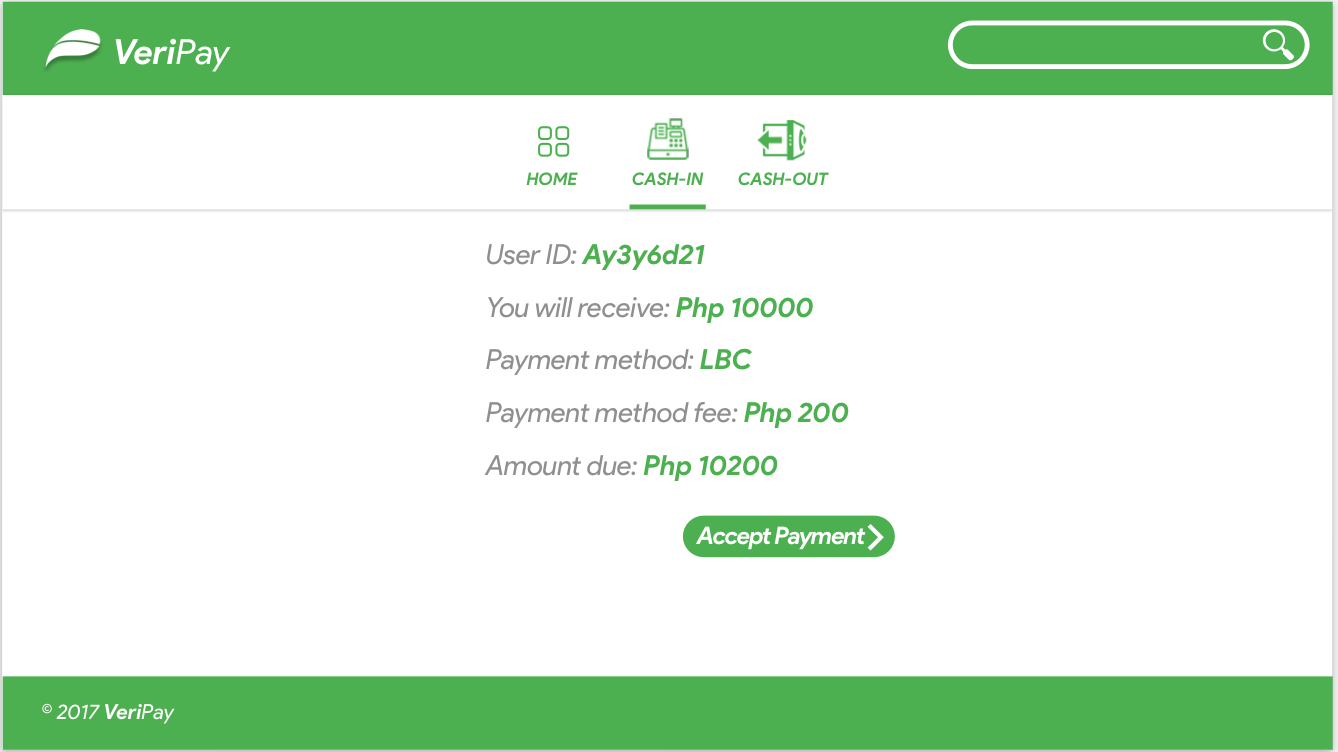 VeriPay
HOME CASH-IN CASH-OUT
User ID: Ay3y6d21
You will receive: Php 10000
Payment method: LBC
Payment method fee: Php 200
Amount due: Php 10200
Accept Payment
© 2017 VeriPay